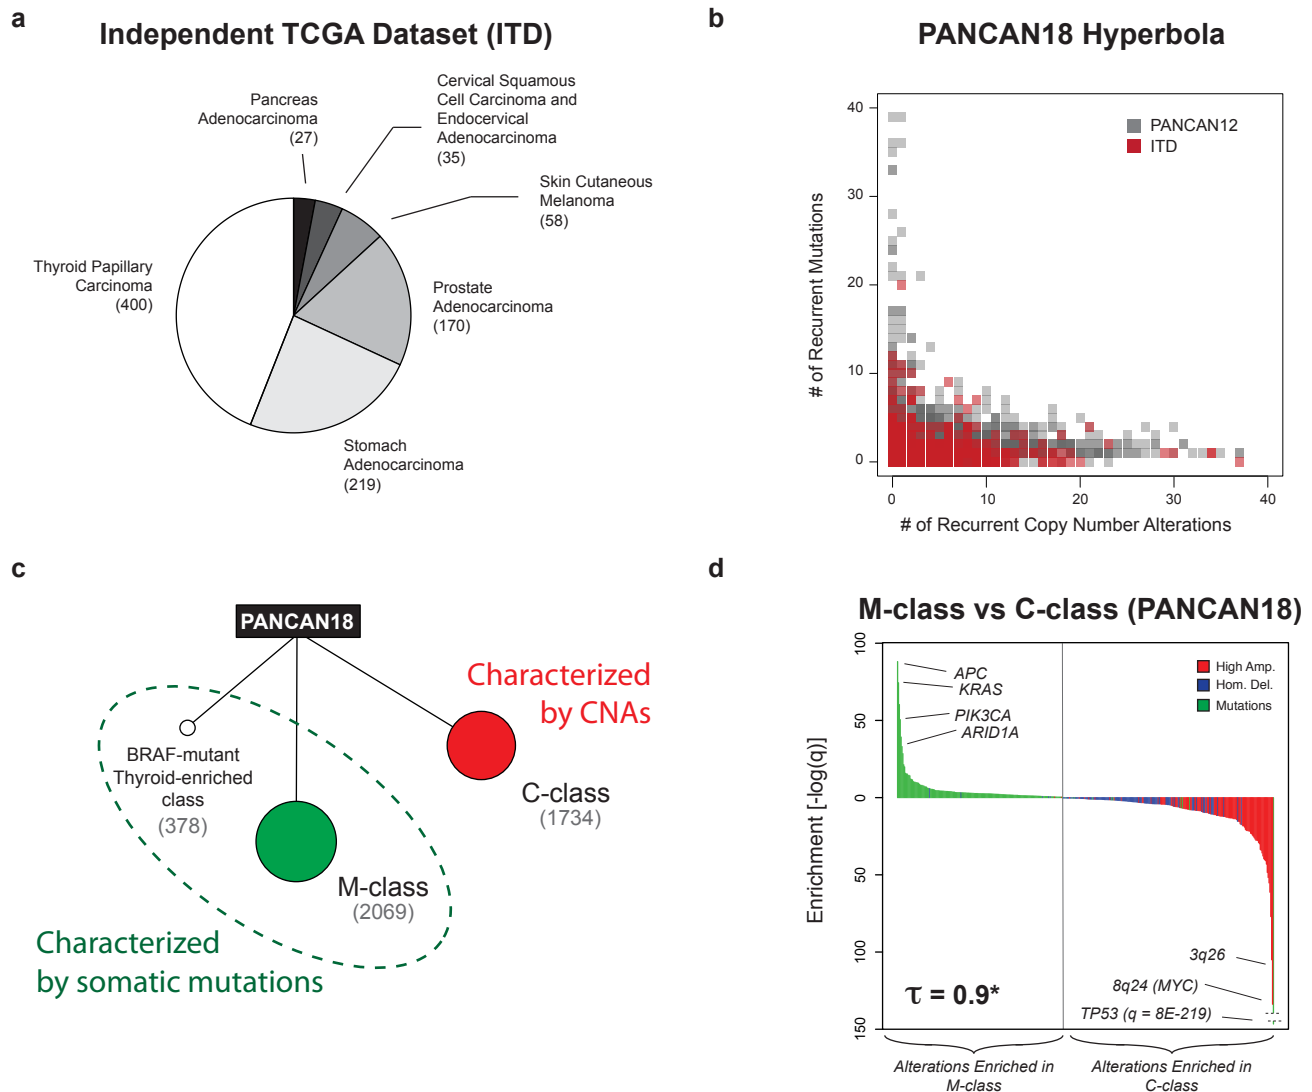 a
Independent TCGA Dataset (ITD)
Pancreas
Adenocarcinoma
(27)
Cervical Squamous
Cell Carcinoma and
Endocervical
Adenocarcinoma
(35)
Skin Cutaneous
Melanoma
(58)
Thyroid Papillary
Carcinoma
(400)
Prostate
Adenocarcinoma
(170)
Stomach
Adenocarcinoma
(219)
b
PANCAN18 Hyperbola
PANCAN12
ITD
# of Recurrent Mutations
40
30
20
10
0
0 10 20 30 40
# of Recurrent Copy Number Alterations
c
PANCAN18
Characterized
by CNAs
BRAF-mutant
Thyroid-enriched
class
(378)
C-class
(1734)
M-class
(2069)
Characterized
by somatic mutations
d
M-class vs C-class (PANCAN18)
Enrichment [-log(q)]
100
50
0
50
100
150
APC
KRAS
PIK3CA
ARID1A
High Amp.
Hom. Del.
Mutations
3q26
8q24 (MYC)
TP53 (q = 8E-219)
τ = 0.9*
Alterations Enriched in
M-class
Alterations Enriched in
C-class